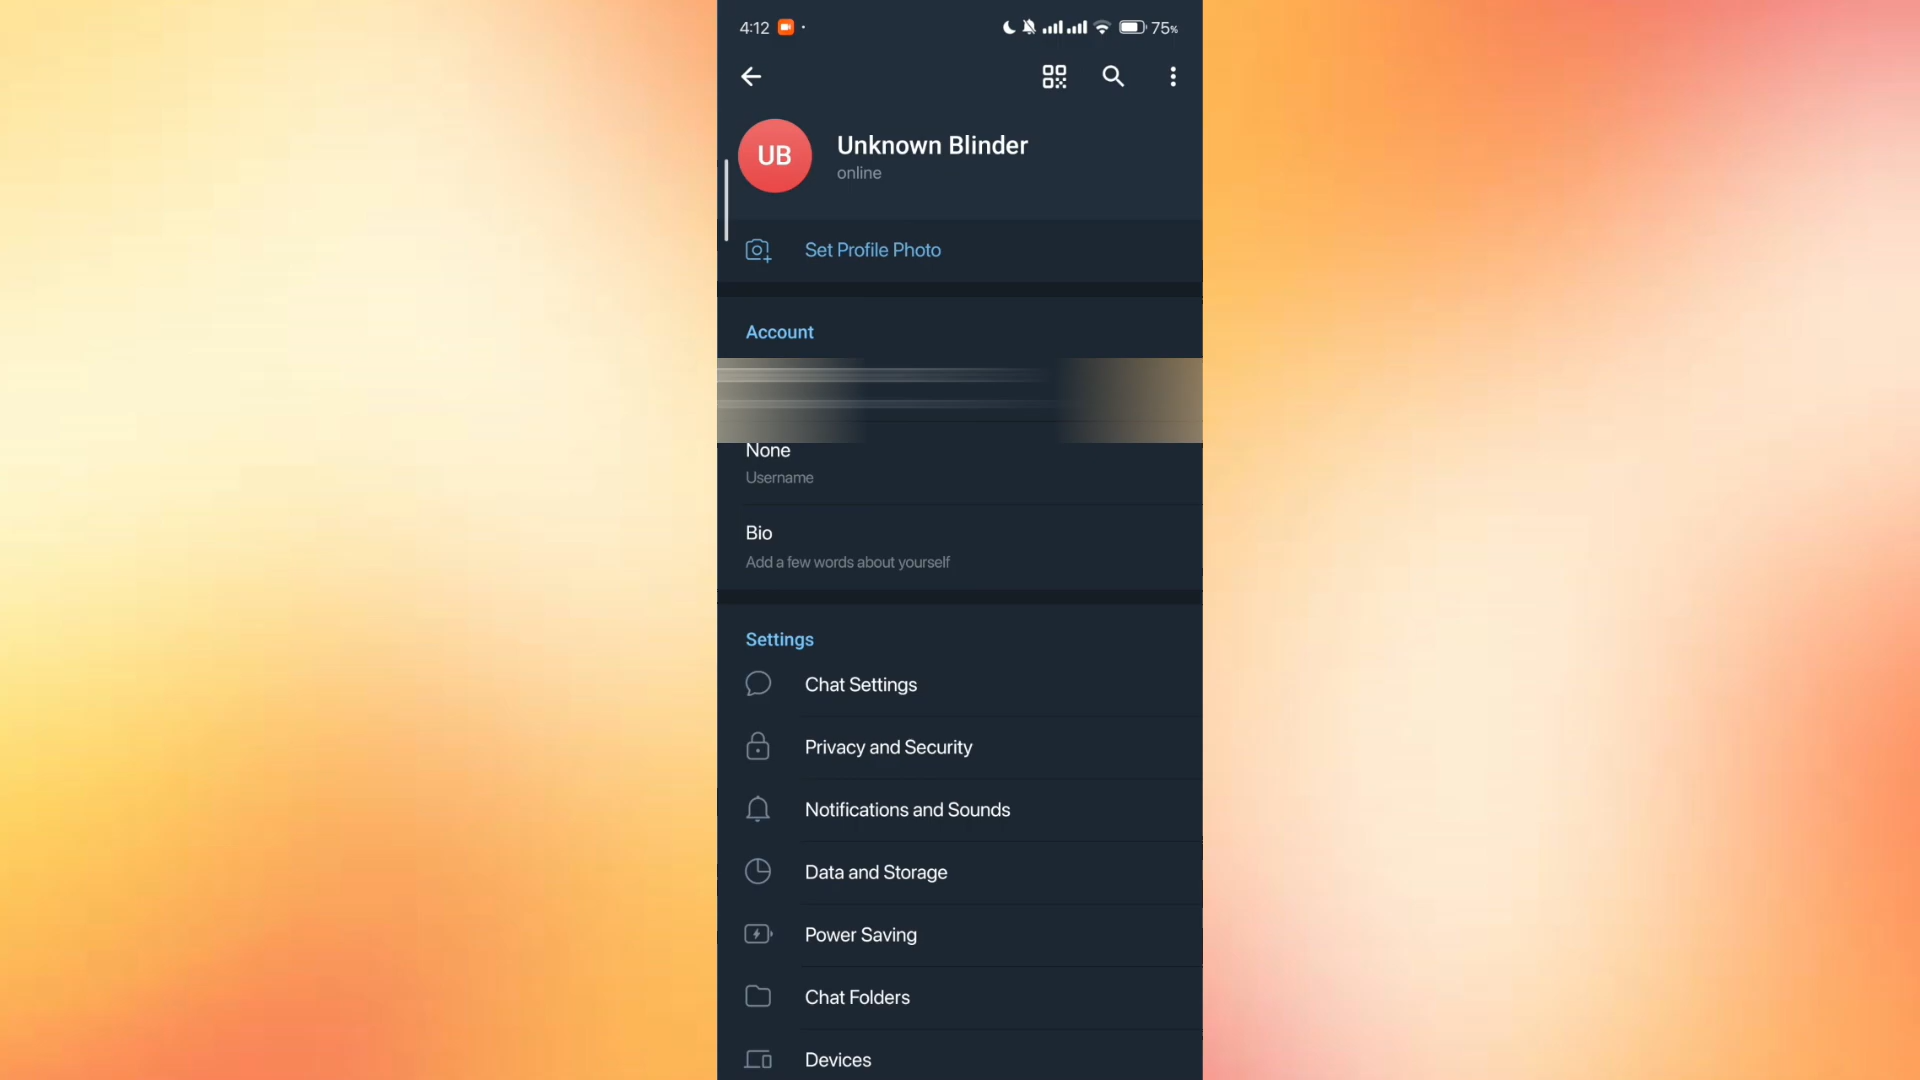 4:12
75%
UB
Unknown Blinder
online
Set Profile Photo
Account
None
Username
Bio
Add a few words about yourself
Settings
Chat Settings
Privacy and Security
Notifications and Sounds
Data and Storage
Power Saving
Chat Folders
Devices